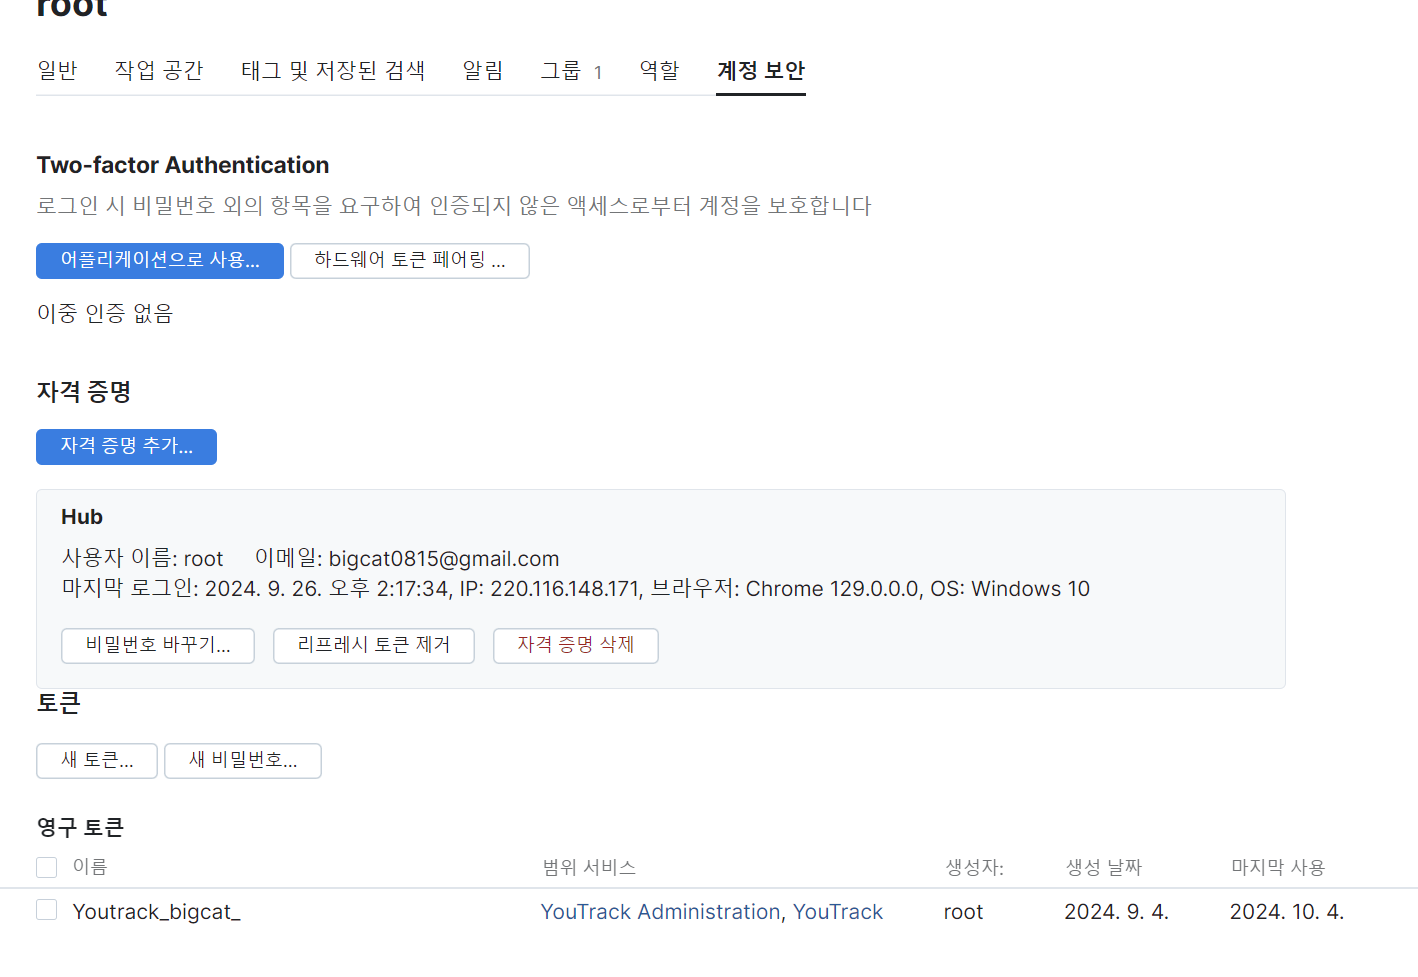 root
일반 작업 공간 태그 및 저장된 검색 알림 그룹 1 역할 계정 보안
Two-factor Authentication
로그인 시 비밀번호 외의 항목을 요구하여 인증되지 않은 액세스로부터 계정을 보호합니다
어플리케이션으로 사용... 하드웨어 토큰 페어링 ...
이중 인증 없음
자격 증명
자격 증명 추가...
Hub
사용자 이름: root 이메일: bigcat0815@gmail.com
마지막 로그인: 2024. 9. 26. 오후 2:17:34, IP: 220.116.148.171, 브라우저: Chrome 129.0.0.0, OS: Windows 10
비밀번호 바꾸기... 리프레시 토큰 제거 자격 증명 삭제
토큰
새 토큰... 새 비밀번호...
영구 토큰
이름 범위 서비스 생성자: 생성 날짜 마지막 사용
Youtrack_bigcat_ YouTrack Administration, YouTrack root 2024. 9. 4. 2024. 10. 4.